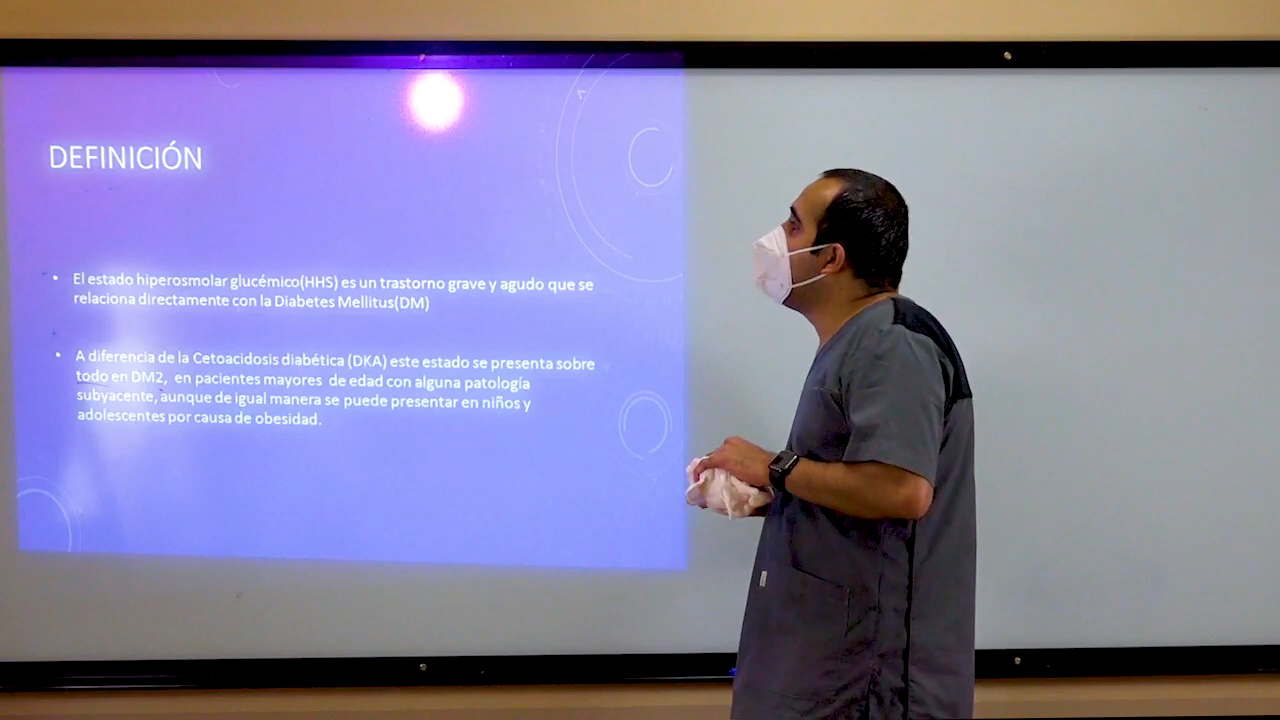 DEFINICIÓN
• El estado hiperosmolar glucémico(HHS) es un trastorno grave y agudo que se
relaciona directamente con la Diabetes Mellitus(DM)
• A diferencia de la Cetoacidosis diabética (DKA) este estado se presenta sobre
todo en DM2, en pacientes mayores de edad con alguna patología
subyacente, aunque de igual manera se puede presentar en niños y
adolescentes por causa de obesidad.